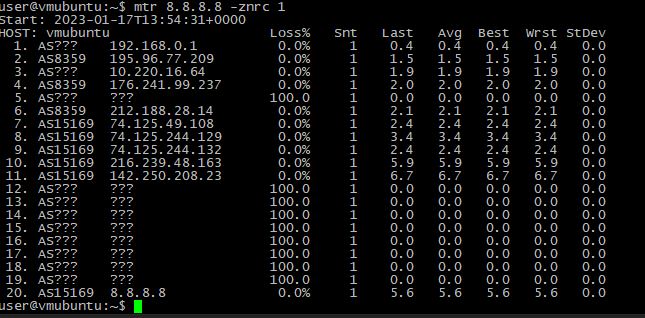 user@vmubuntu:~$ mtr 8.8.8.8 -znrc 1
Start: 2023-01-17T13:54:31+0000
HOST: vmubuntu Loss% Snt Last Avg Best Wrst StDev
1. AS??? 192.168.0.1 0.0% 1 0.4 0.4 0.4 0.4 0.0
2. AS8359 195.96.77.209 0.0% 1 1.5 1.5 1.5 1.5 0.0
3. AS??? 10.220.16.64 0.0% 1 1.9 1.9 1.9 1.9 0.0
4. AS8359 176.241.99.237 0.0% 1 2.0 2.0 2.0 2.0 0.0
5. AS??? ??? 100.0 1 0.0 0.0 0.0 0.0 0.0
6. AS8359 212.188.28.14 0.0% 1 2.1 2.1 2.1 2.1 0.0
7. AS15169 74.125.49.108 0.0% 1 2.4 2.4 2.4 2.4 0.0
8. AS15169 74.125.244.129 0.0% 1 3.4 3.4 3.4 3.4 0.0
9. AS15169 74.125.244.132 0.0% 1 2.4 2.4 2.4 2.4 0.0
10. AS15169 216.239.48.163 0.0% 1 5.9 5.9 5.9 5.9 0.0
11. AS15169 142.250.208.23 0.0% 1 6.7 6.7 6.7 6.7 0.0
12. AS??? ??? 100.0 1 0.0 0.0 0.0 0.0 0.0
13. AS??? ??? 100.0 1 0.0 0.0 0.0 0.0 0.0
14. AS??? ??? 100.0 1 0.0 0.0 0.0 0.0 0.0
15. AS??? ??? 100.0 1 0.0 0.0 0.0 0.0 0.0
16. AS??? ??? 100.0 1 0.0 0.0 0.0 0.0 0.0
17. AS??? ??? 100.0 1 0.0 0.0 0.0 0.0 0.0
18. AS??? ??? 100.0 1 0.0 0.0 0.0 0.0 0.0
19. AS??? ??? 100.0 1 0.0 0.0 0.0 0.0 0.0
20. AS15169 8.8.8.8 0.0% 1 5.6 5.6 5.6 5.6 0.0
user@vmubuntu:~$